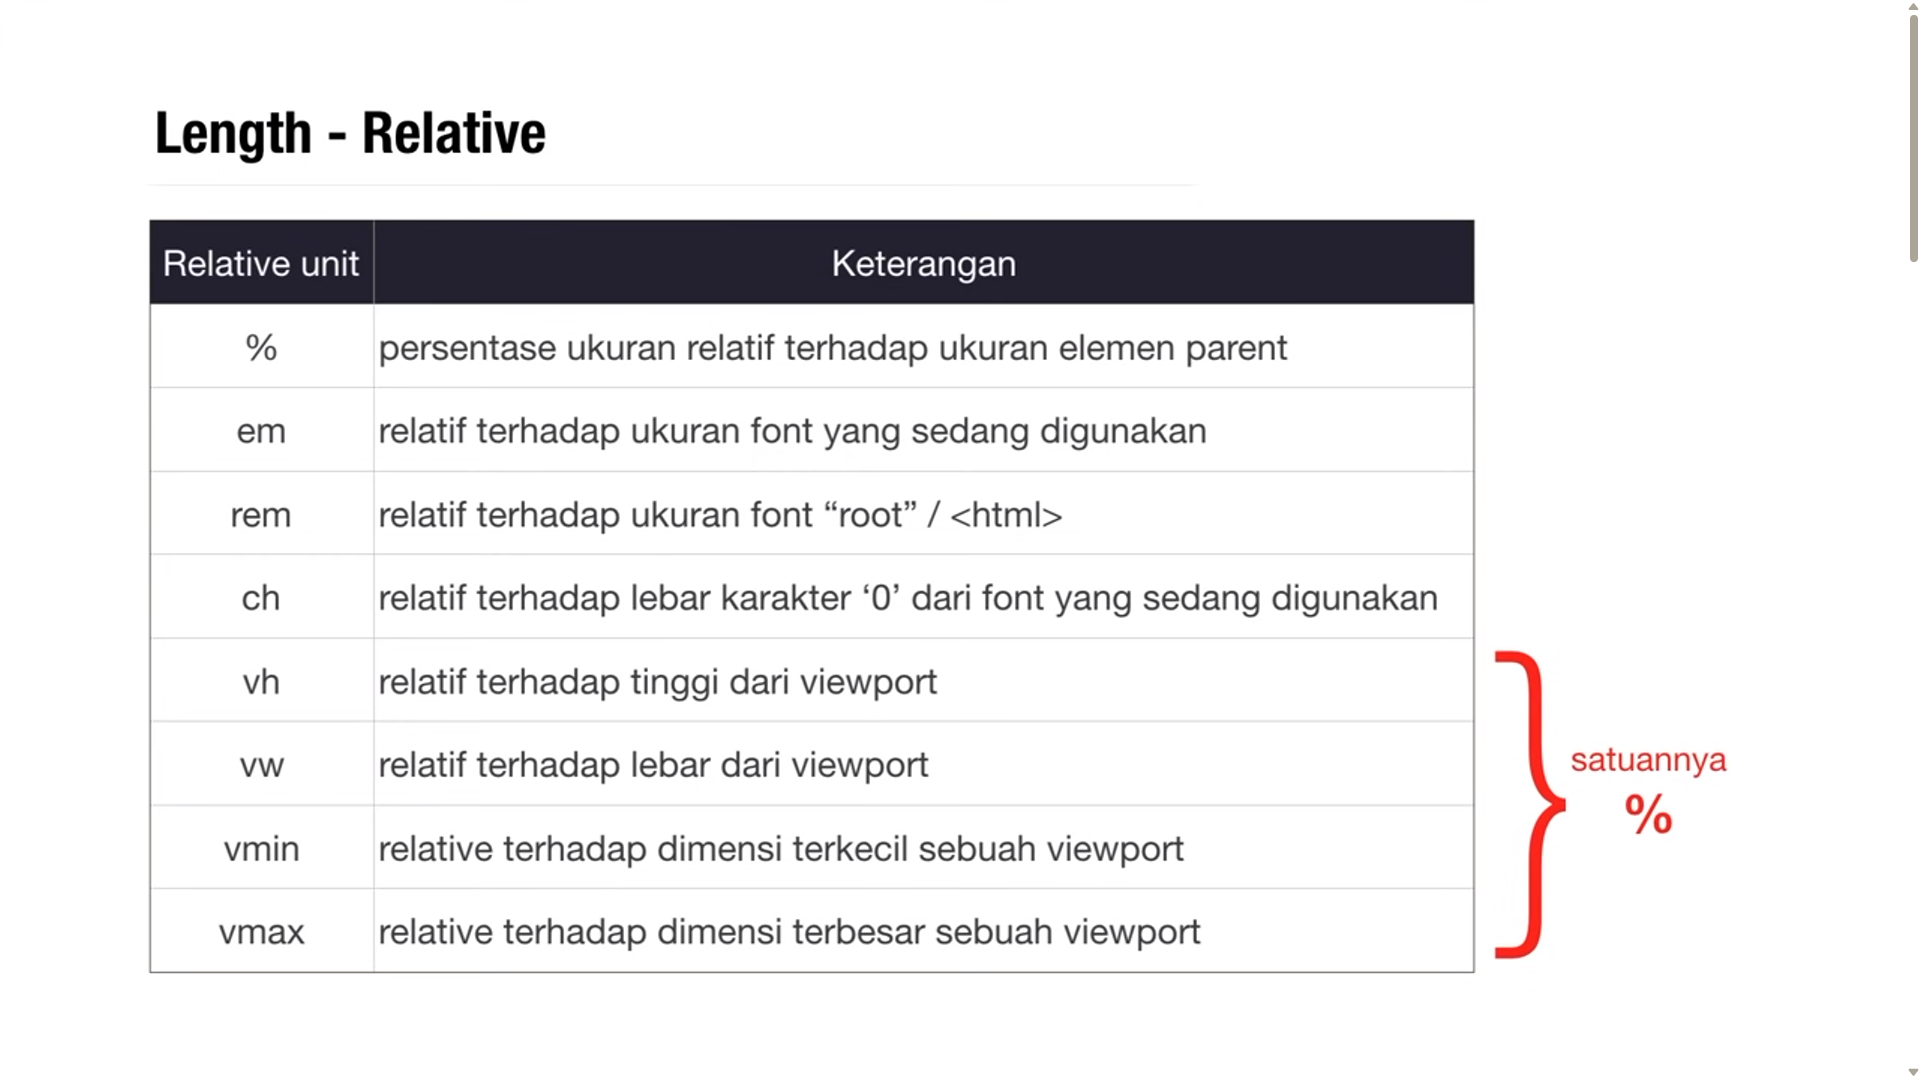 Length - Relative
Relative unit Keterangan
% persentase ukuran relatif terhadap ukuran elemen parent
em relatif terhadap ukuran font yang sedang digunakan
rem relatif terhadap ukuran font “root” / <html>
ch relatif terhadap lebar karakter ‘0’ dari font yang sedang digunakan
vh relatif terhadap tinggi dari viewport
vw relatif terhadap lebar dari viewport
vmin relative terhadap dimensi terkecil sebuah viewport
vmax relative terhadap dimensi terbesar sebuah viewport
satuannya
%